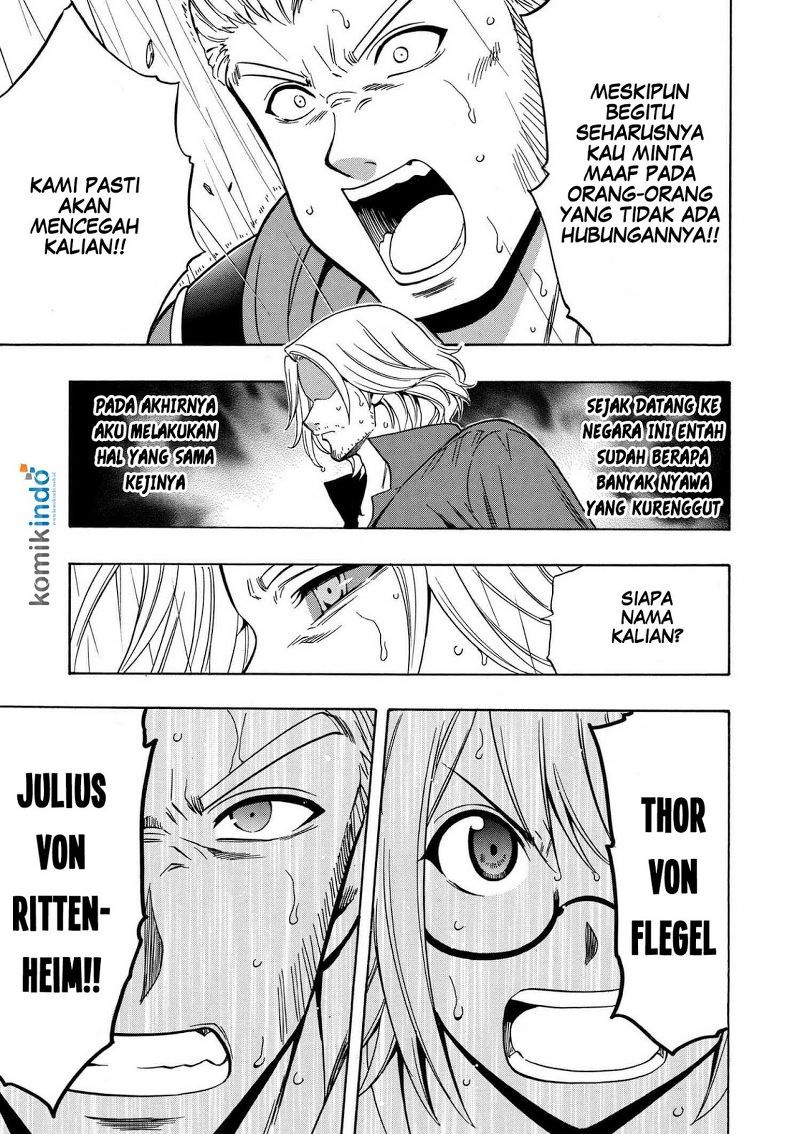 MESKIPUN
BEGITU
SEHARUSNYA
KAU MINTA
MAAF PADA
ORANG-ORANG
YANG TIDAK ADA
HUBUNGANNYA!!
KAMI PASTI
AKAN
MENCEGAH
KALIAN!!
SEJAK DATANG KE
NEGARA INI ENTAH
SUDAH BERAPA
BANYAK NYAWA
YANG KURENGGUT
PADA AKHIRNYA
AKU MELAKUKAN
HAL YANG SAMA
KEJINYA
komikindo
SIAPA
NAMA
KALIAN?
THOR
VON
FLEGEL
JULIUS
VON
RITTEN-
HEIM!!